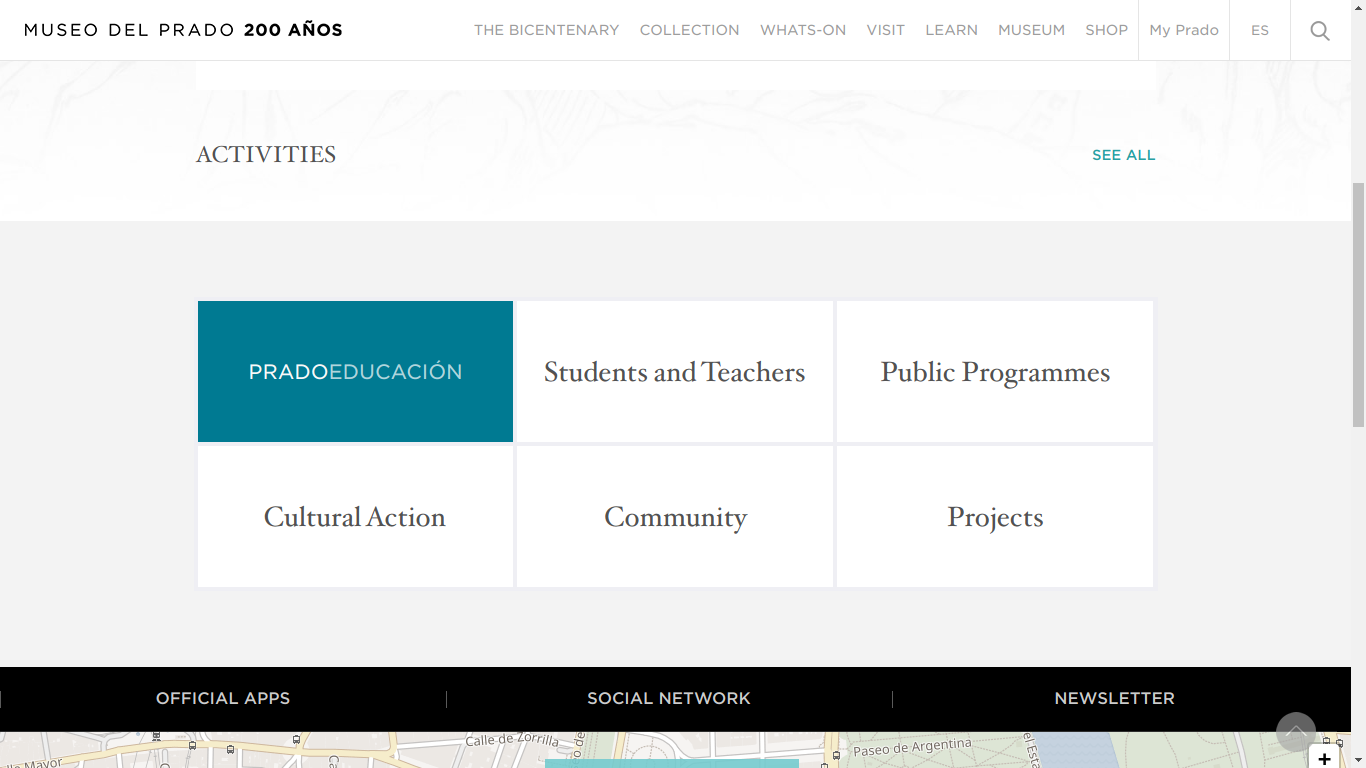 MUSEO DEL PRADO 200 AÑOS
THE BICENTENARY COLLECTION WHATS-ON VISIT LEARN MUSEUM SHOP My Prado ES
ACTIVITIES
SEE ALL
PRADOEDUCACIÓN
Students and Teachers
Public Programmes
Cultural Action
Community
Projects
OFFICIAL APPS
SOCIAL NETWORK
NEWSLETTER
Calle de Zorrilla
Paseo de Argentina
Mayor
+